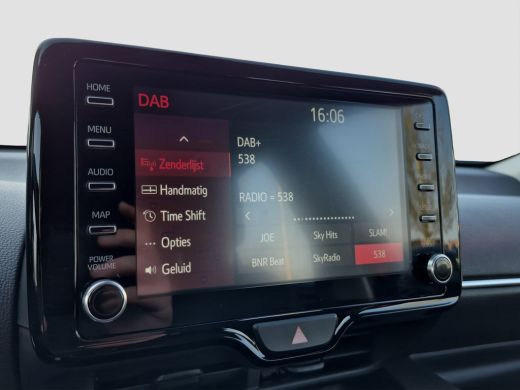 HOME
DAB
16:06
MENU
DAB+
538
Zenderlijst
AUDIO
Handmatig
RADIO - 538
MAP
Time Shift
JOE
Sky Hits
SLAM!
Opties
BNR Beat
SkyRadio
538
POWER
VOLUME
Geluid